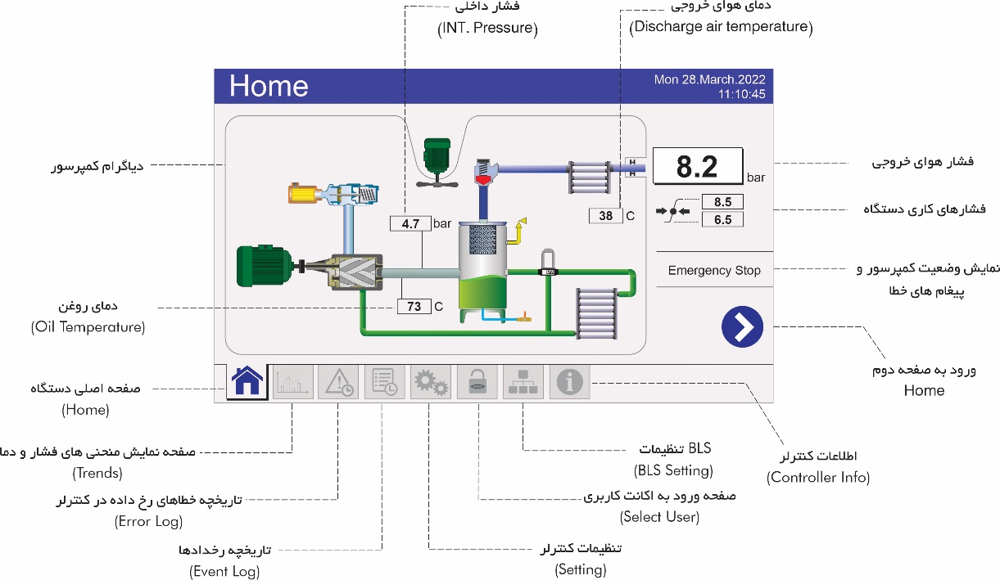 فشار داخلی
(INT. Pressure)
دمای هوای خروجی
(Discharge air temperature)
Home
Mon 28.March.2022
11:10:45
دیاگرام کمپرسور
8.2 bar
فشار هوای خروجی
8.5
6.5
فشارهای کاری دستگاه
38 C
4.7 bar
Emergency Stop
نمایش وضعیت کمپرسور و
پیغام های خطا
73 C
دمای روغن
(Oil Temperature)
ورود به صفحه دوم
Home
صفحه اصلی دستگاه
(Home)
صفحه نمایش منحنی های فشار و دما
(Trends)
تنظیمات BLS
(BLS Setting)
اطلاعات کنترلر
(Controller Info)
تاریخچه خطاهای رخ داده در کنترلر
(Error Log)
صفحه ورود به اکانت کاربری
(Select User)
تاریخچه رخدادها
(Event Log)
تنظیمات کنترلر
(Setting)